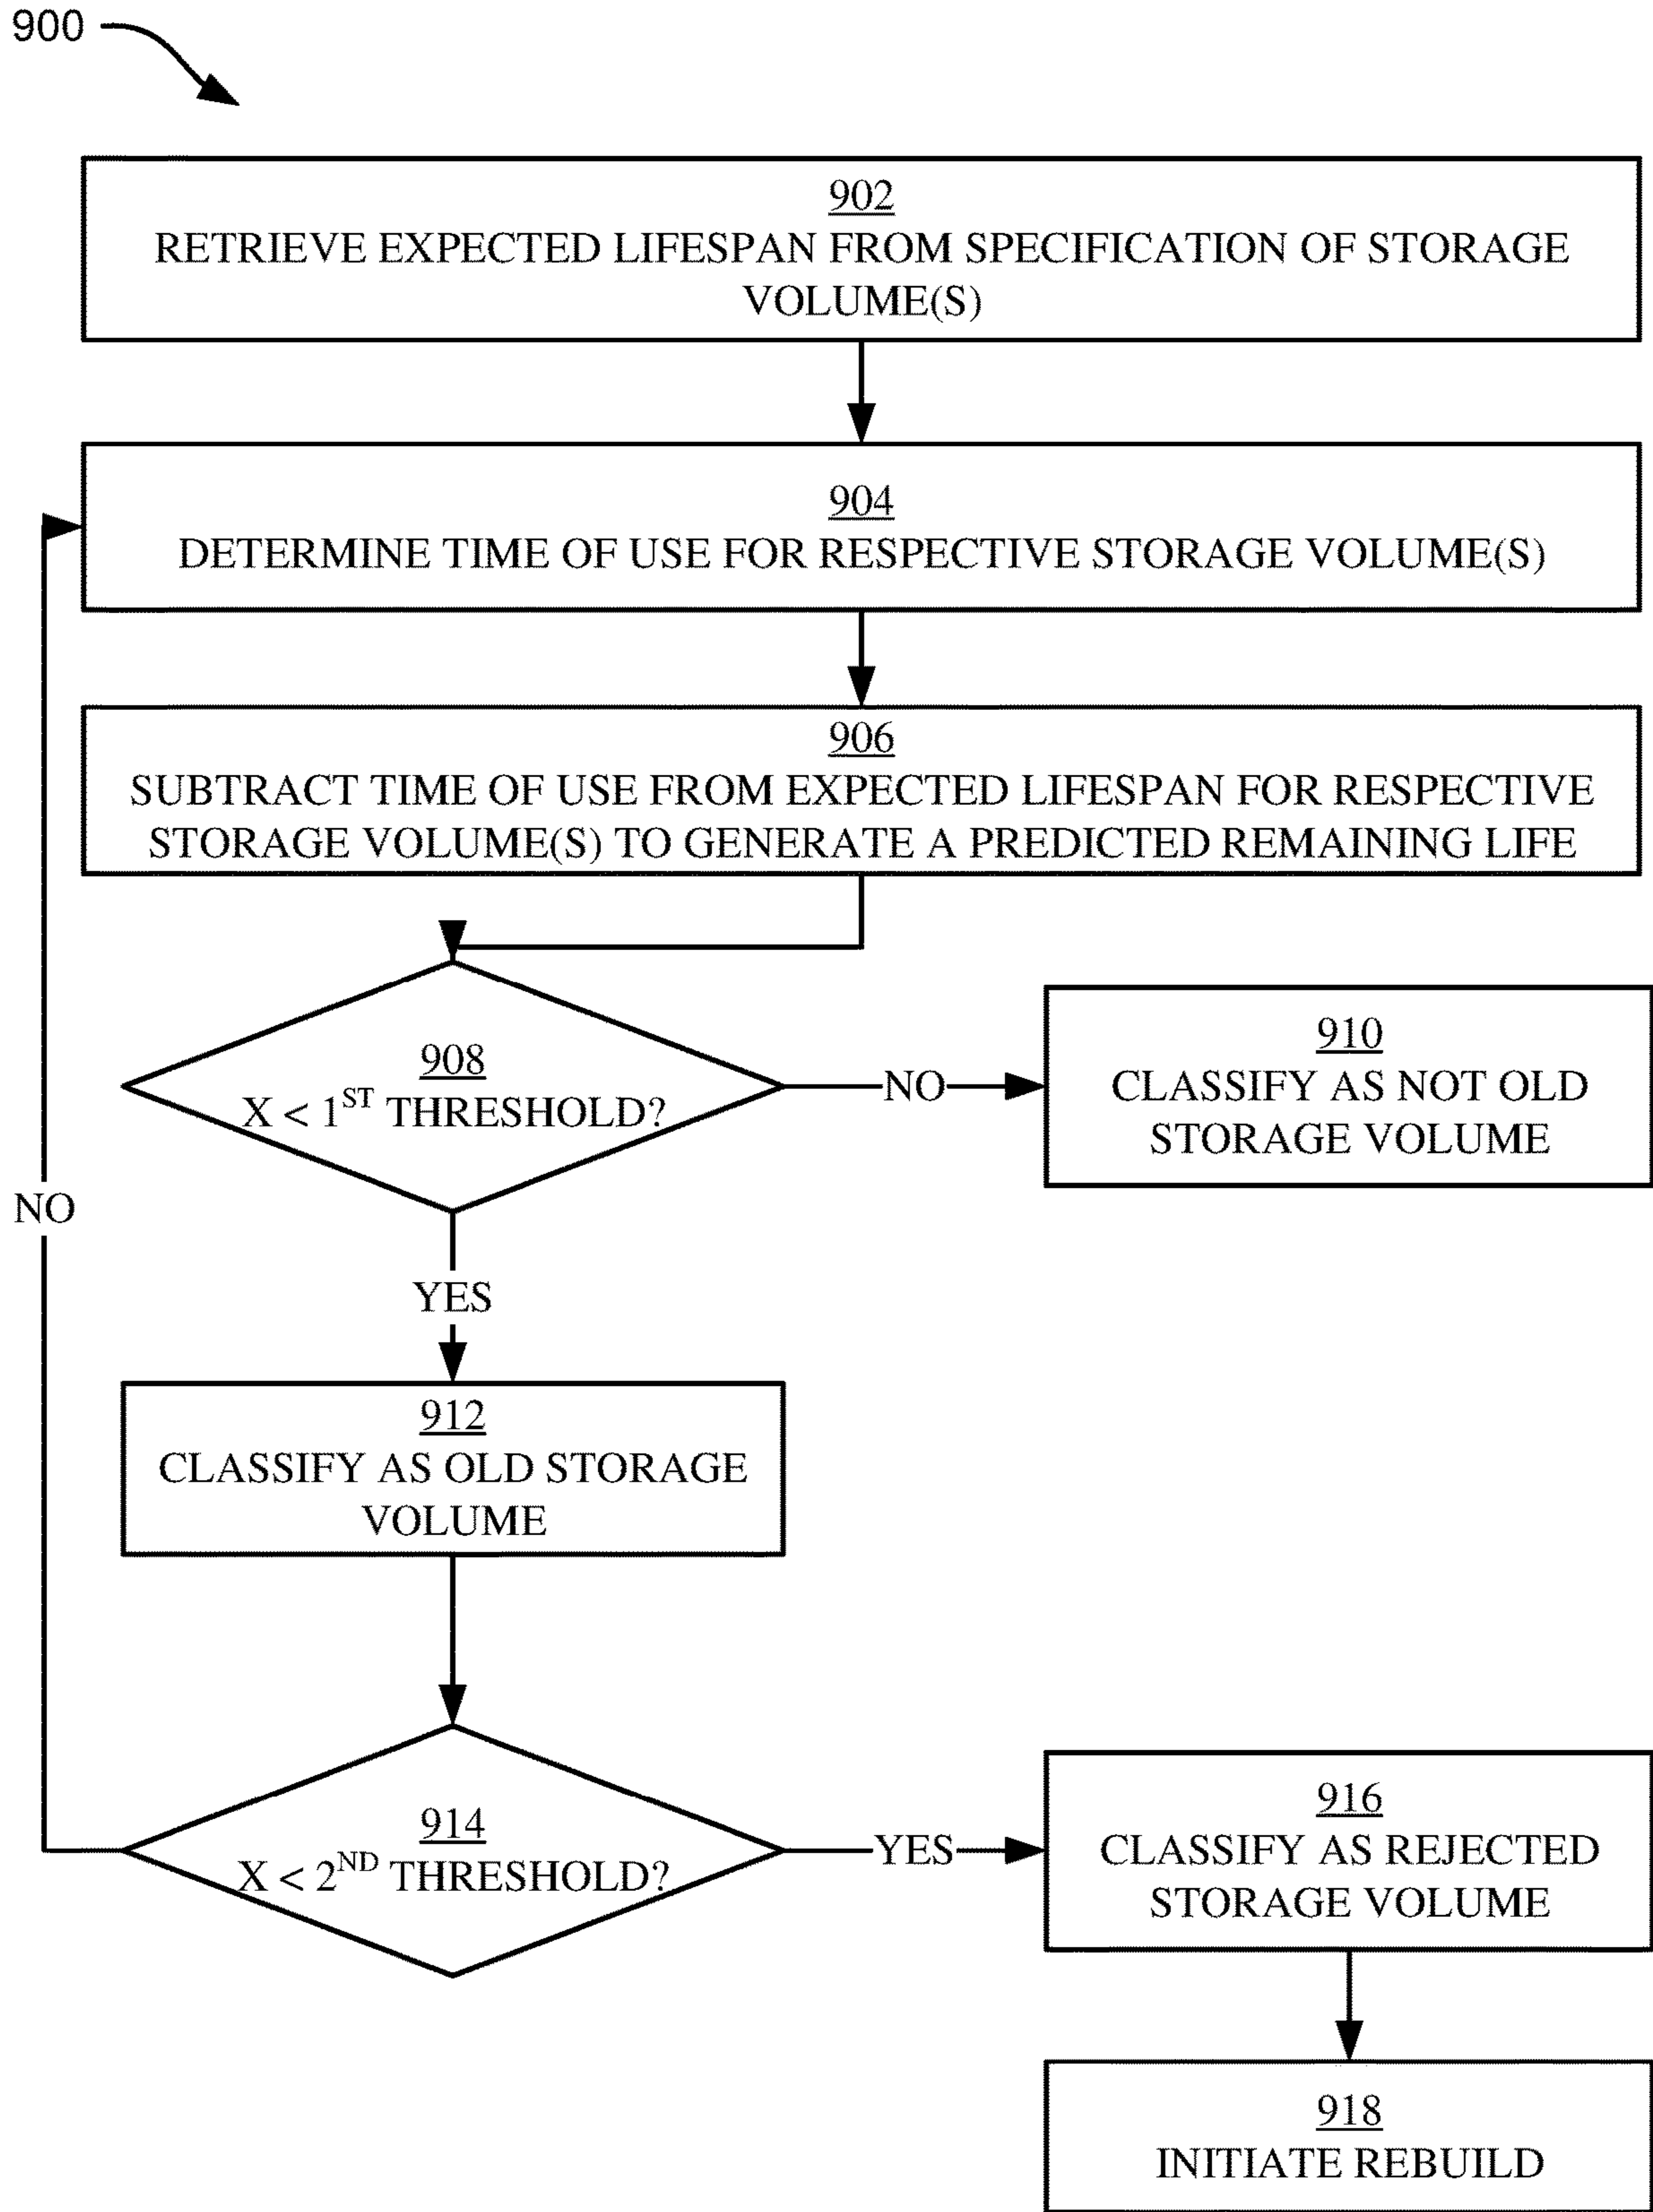 900
902
RETRIEVE EXPECTED LIFESPAN FROM SPECIFICATION OF STORAGE
VOLUME(S)
904
DETERMINE TIME OF USE FOR RESPECTIVE STORAGE VOLUME(S)
906
SUBTRACT TIME OF USE FROM EXPECTED LIFESPAN FOR RESPECTIVE
STORAGE VOLUME(S) TO GENERATE A PREDICTED REMAINING LIFE
908
X < 1ST THRESHOLD?
NO
910
CLASSIFY AS NOT OLD
STORAGE VOLUME
NO
YES
912
CLASSIFY AS OLD STORAGE
VOLUME
914
X < 2ND THRESHOLD?
YES
916
CLASSIFY AS REJECTED
STORAGE VOLUME
918
INITIATE REBUILD